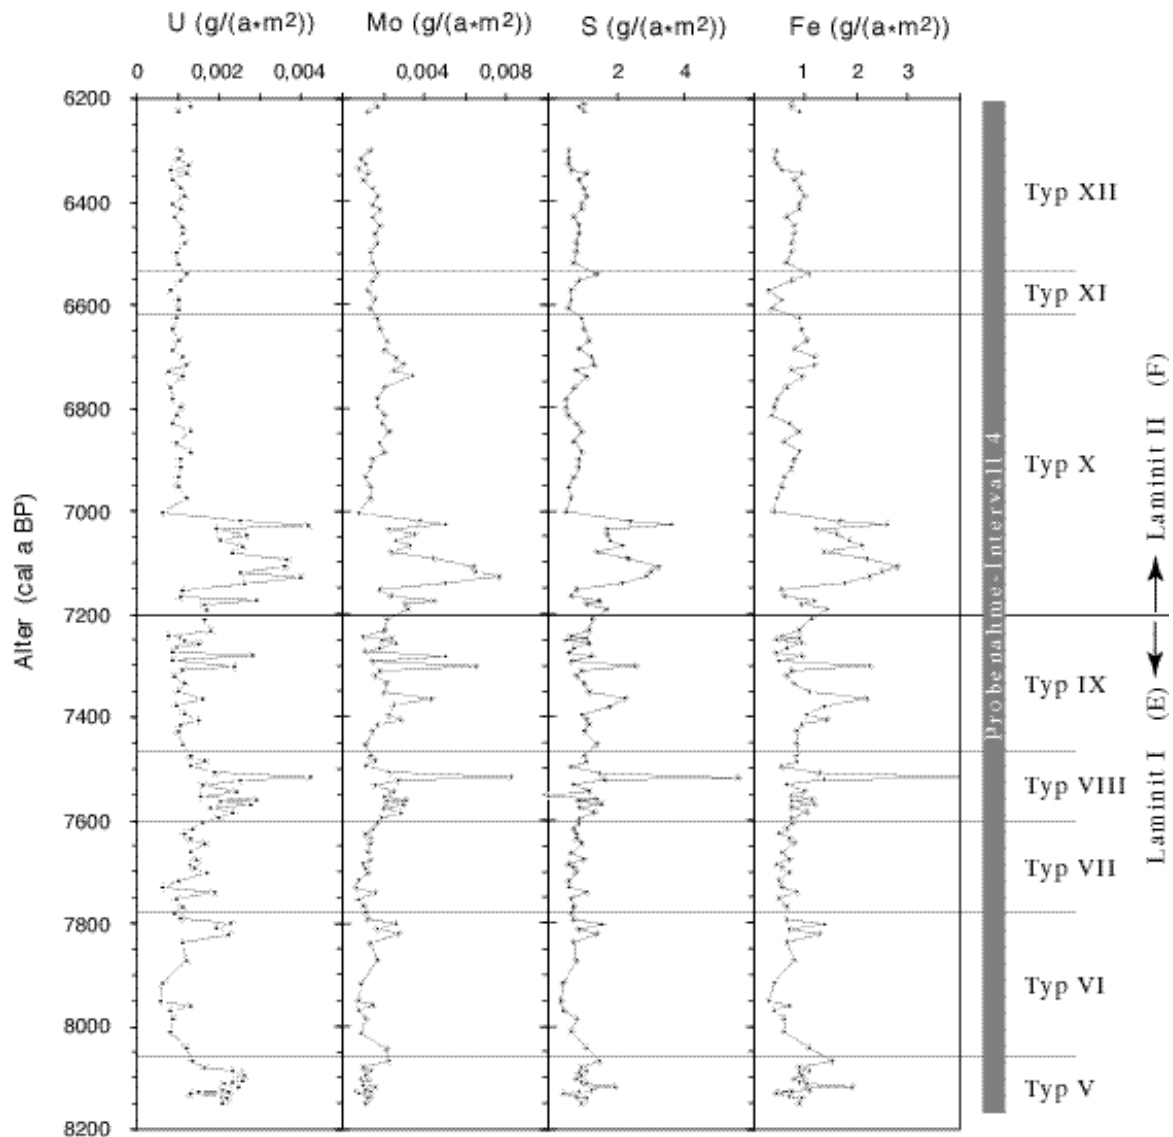 U (g/(a*m2)) Mo (g/(a*m2)) S (g/(a*m2)) Fe (g/(a*m2))
0 0,002 0,004 0,004 0,008 2 4 1 2 3
6200
6400
6600
6800
7000
7200
7400
7600
7800
8000
8200
Alter (cal a BP)
Typ XII
Typ XI
Typ X
Typ IX
Typ VIII
Typ VII
Typ VI
Typ V
Probenahme-Intervall 4
Laminit II (F)
Laminit I (E)